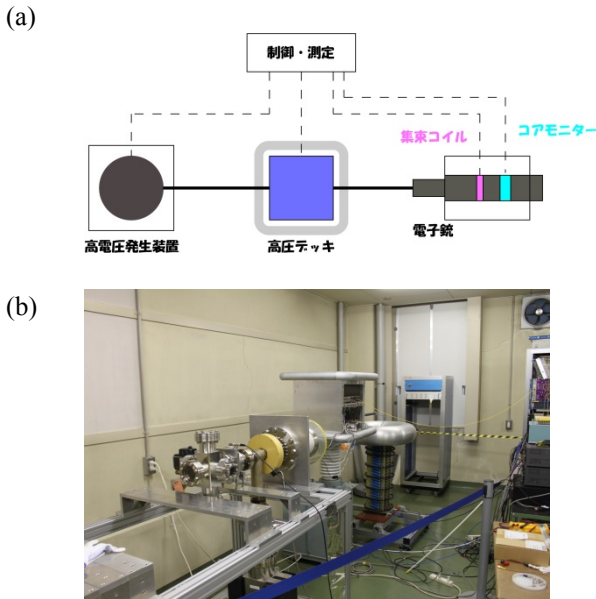 (a)
制御・測定
集束コイル
コアモニター
高電圧発生装置
高圧デッキ
電子銃
(b)